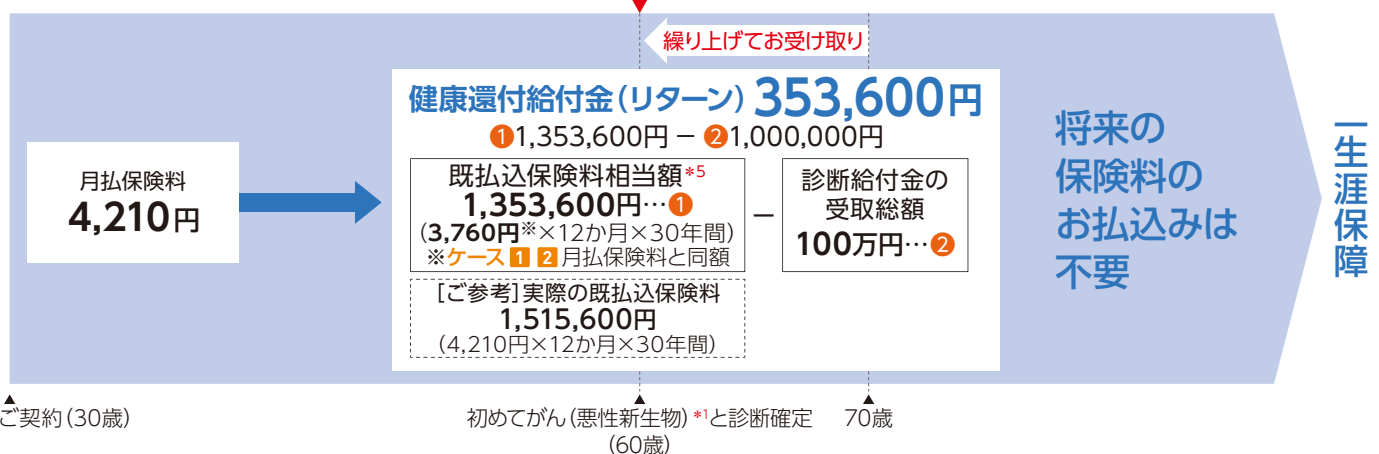 繰り上げてお受け取り
健康還付給付金(リターン) 353,600円
❶1,353,600円 − ❷1,000,000円
月払保険料
4,210円
既払込保険料相当額*5
1,353,600円…❶
(3,760円※×12か月×30年間)
※ケース 1 2 月払保険料と同額
−
診断給付金の
受取総額
100万円…❷
[ご参考]実際の既払込保険料
1,515,600円
(4,210円×12か月×30年間)
将来の
保険料の
お払込みは
不要
一生涯保障
ご契約(30歳)
初めてがん(悪性新生物)*1と診断確定
(60歳)
70歳